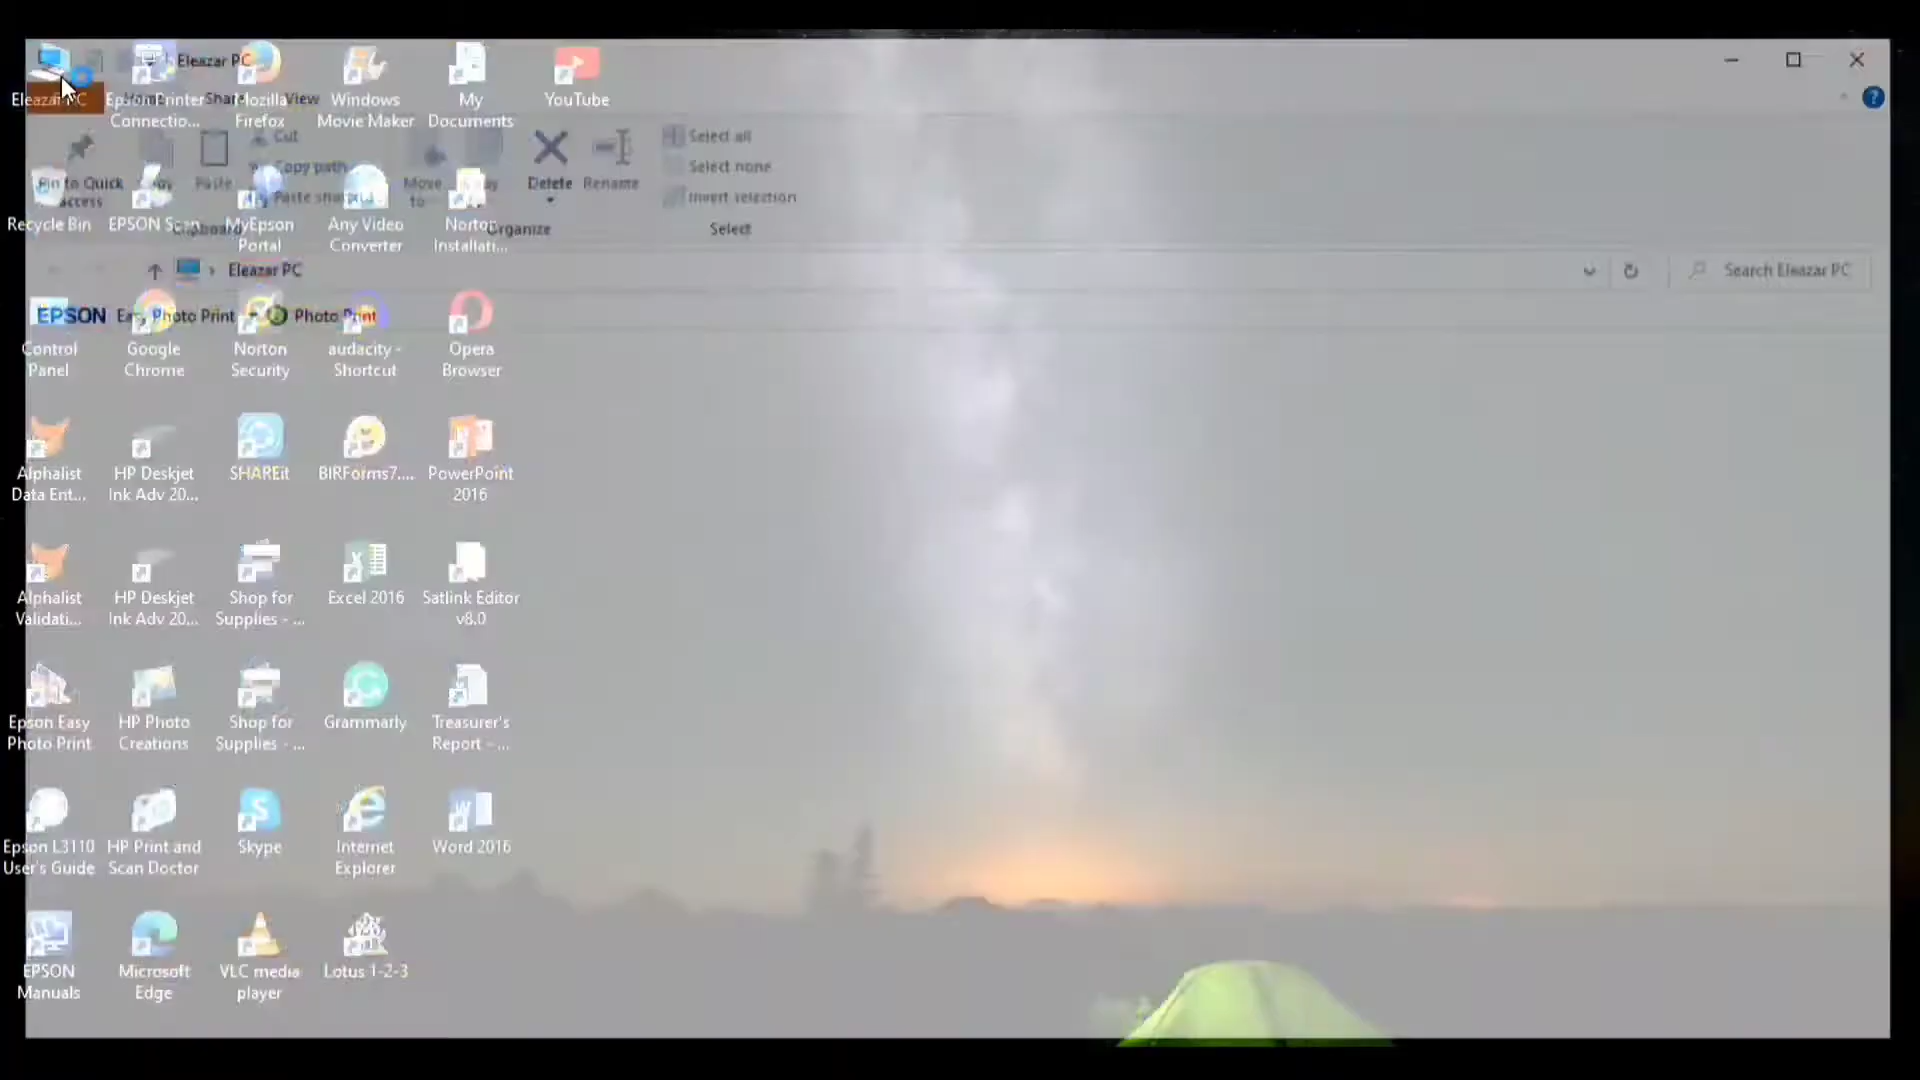 Eleazar PC
Home Share View
Pin to Quick
access
Copy
Paste
Cut
Copy path
Paste shortcut
Clipboard
Move
to
Copy
Delete
Rename
Organize
Select all
Select none
Invert selection
Select
Eleazar PC
Search Eleazar PC
EPSON Easy Photo Print
Photo Print
Eleazar PC
Epson Printer
Connectio...
Mozilla
Firefox
Windows
Movie Maker
My
Documents
YouTube
Recycle Bin
EPSON Scan
MyEpson
Portal
Any Video
Converter
Norton
Installati...
Control
Panel
Google
Chrome
Norton
Security
audacity -
Shortcut
Opera
Browser
Alphalist
Data Ent...
HP Deskjet
Ink Adv 20...
SHAREit
BIRForms7....
PowerPoint
2016
Alphalist
Validati...
HP Deskjet
Ink Adv 20...
Shop for
Supplies - ...
Excel 2016
Satlink Editor
v8.0
Epson Easy
Photo Print
HP Photo
Creations
Shop for
Supplies - ...
Grammarly
Treasurer's
Report - ...
Epson L3110
User's Guide
HP Print and
Scan Doctor
Skype
Internet
Explorer
Word 2016
EPSON
Manuals
Microsoft
Edge
VLC media
player
Lotus 1-2-3